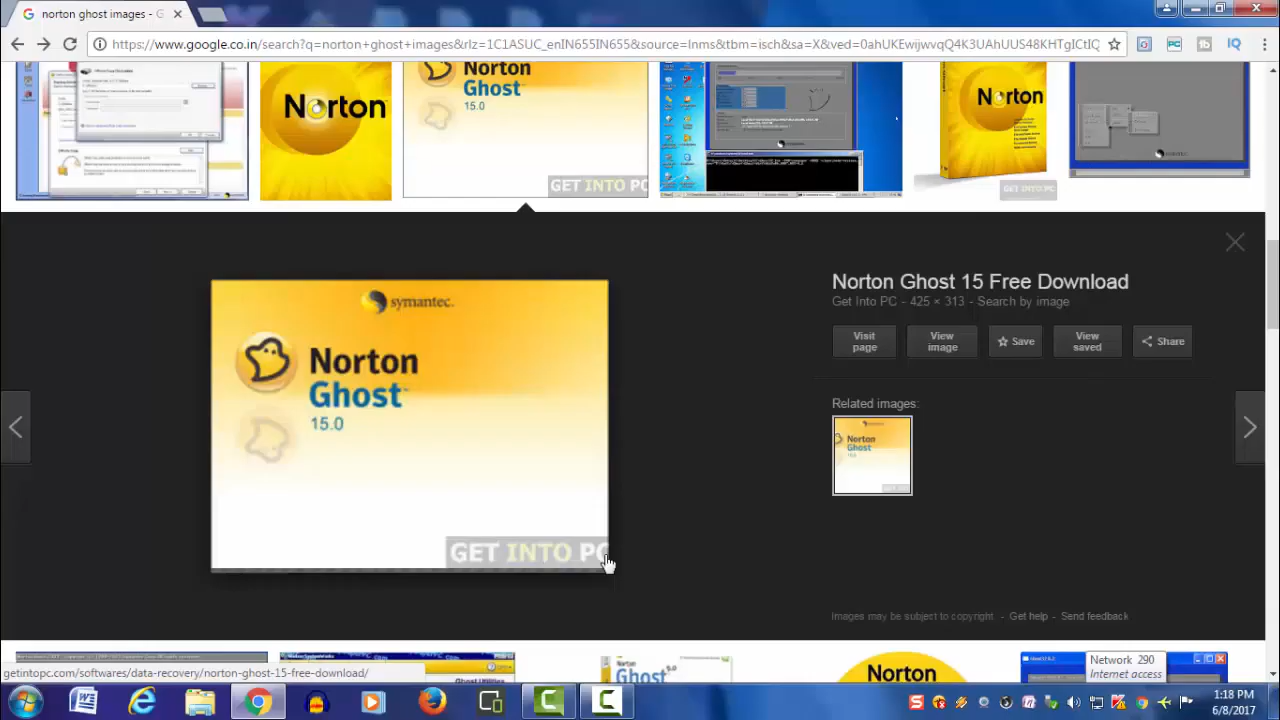 norton ghost images - G
https://www.google.co.in/search?q=norton+ghost+images&rlz=1C1ASUC_enIN655IN655&source=lnms&tbm=isch&sa=X&ved=0ahUKEwijwvqQ4K3UAhUUS48KHTgICtIQ
Norton
Norton
Ghost
15.0
GET INTO PC
Norton
GET INTO PC
symantec.
Norton
Ghost
15.0
GET INTO PC
Norton Ghost 15 Free Download
Get Into PC - 425 × 313 - Search by image
Visit page
View image
Save
View saved
Share
Related images:
Norton
Ghost
Images may be subject to copyright - Get help - Send feedback
Norton
Ghost 5.0
Norton
Network 290
Internet access
getintopc.com/softwares/data-recovery/norton-ghost-15-free-download/
1:18 PM
6/8/2017